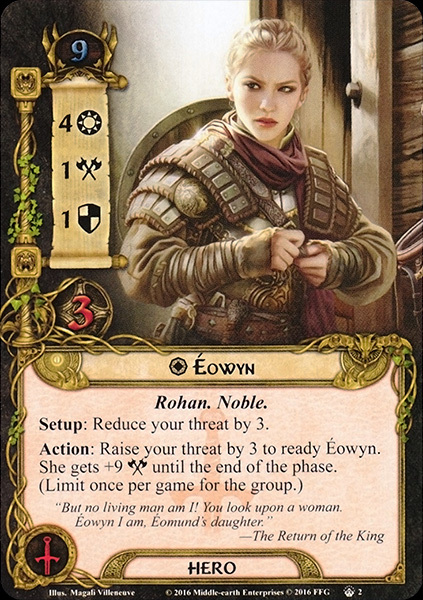 9
4
1
1
3
Éowyn
Rohan. Noble.
Setup: Reduce your threat by 3.
Action: Raise your threat by 3 to ready Éowyn.
She gets +9 until the end of the phase.
(Limit once per game for the group.)
“But no living man am I! You look upon a woman.
Éowyn I am, Éomund’s daughter.”
—The Return of the King
HERO
Illus. Magali Villeneuve © 2016 Middle-earth Enterprises © 2016 FFG 2